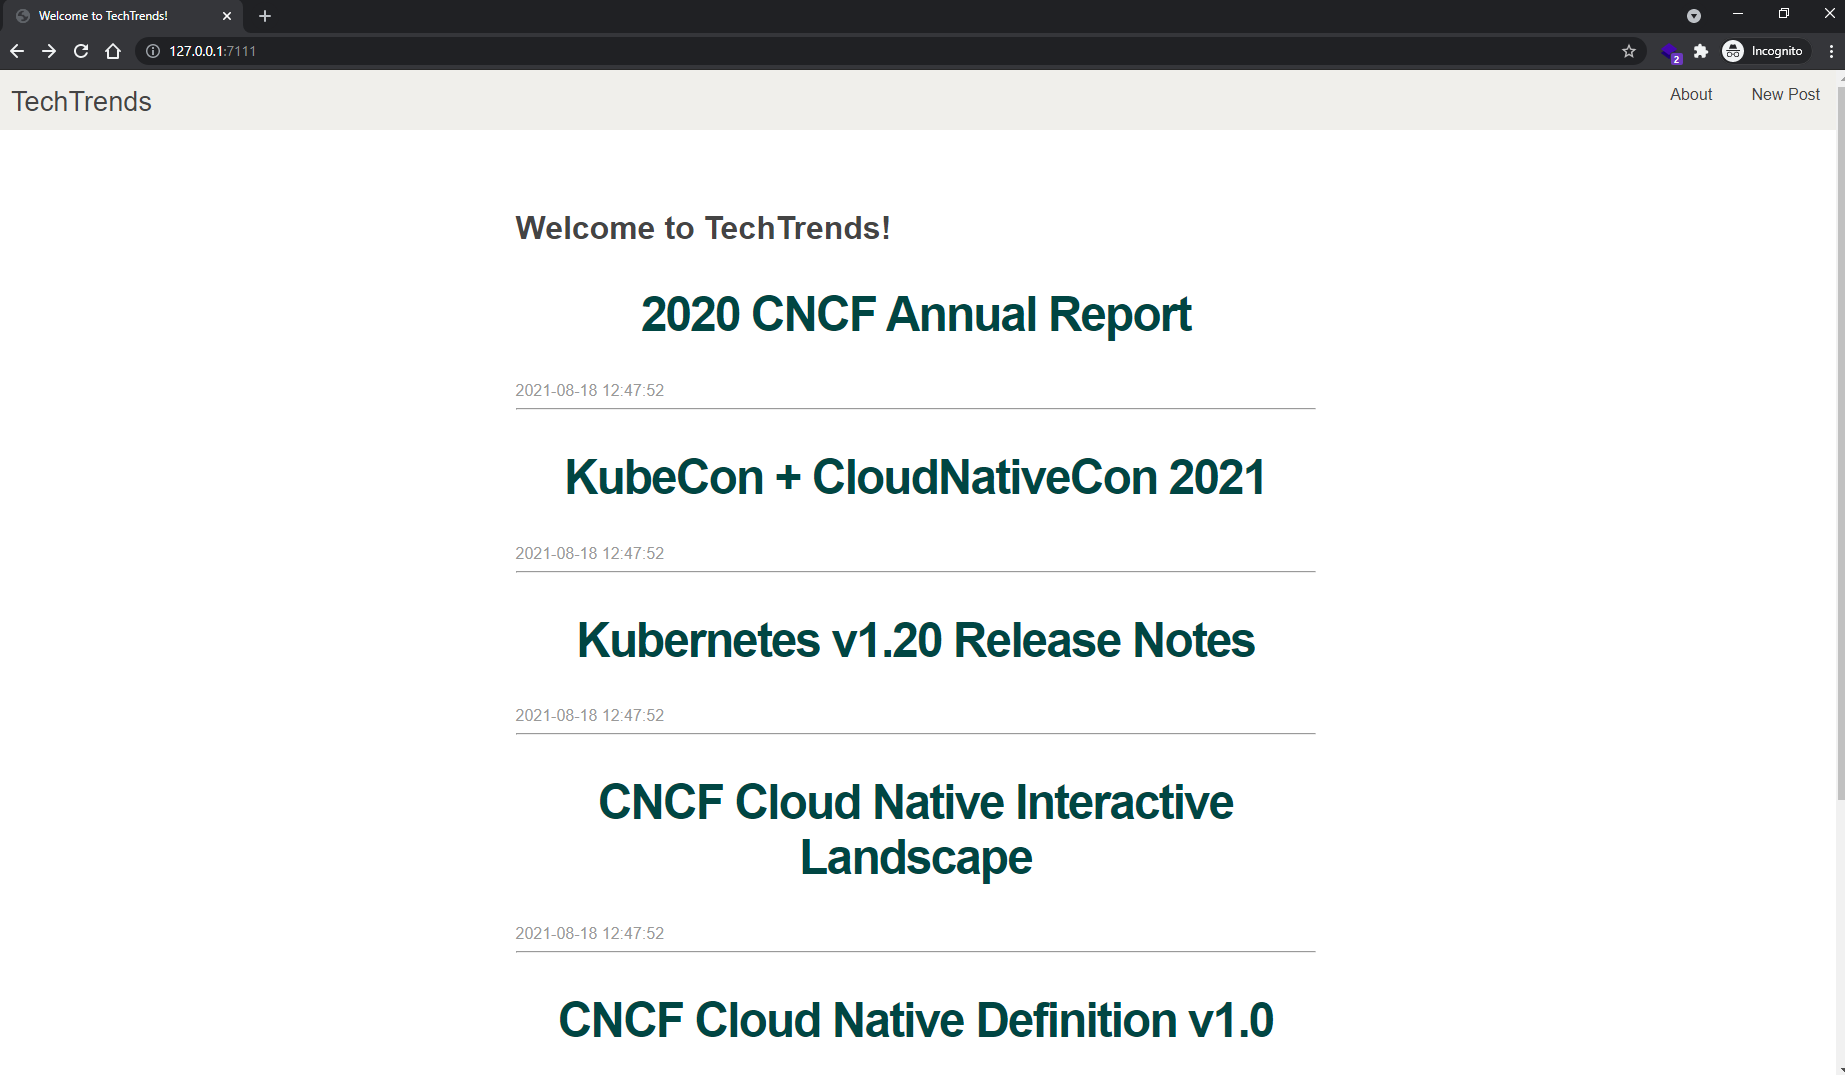 Welcome to TechTrends!
127.0.0.1:7111
2
Incognito
TechTrends
About
New Post
Welcome to TechTrends!
2020 CNCF Annual Report
2021-08-18 12:47:52
KubeCon + CloudNativeCon 2021
2021-08-18 12:47:52
Kubernetes v1.20 Release Notes
2021-08-18 12:47:52
CNCF Cloud Native Interactive
Landscape
2021-08-18 12:47:52
CNCF Cloud Native Definition v1.0